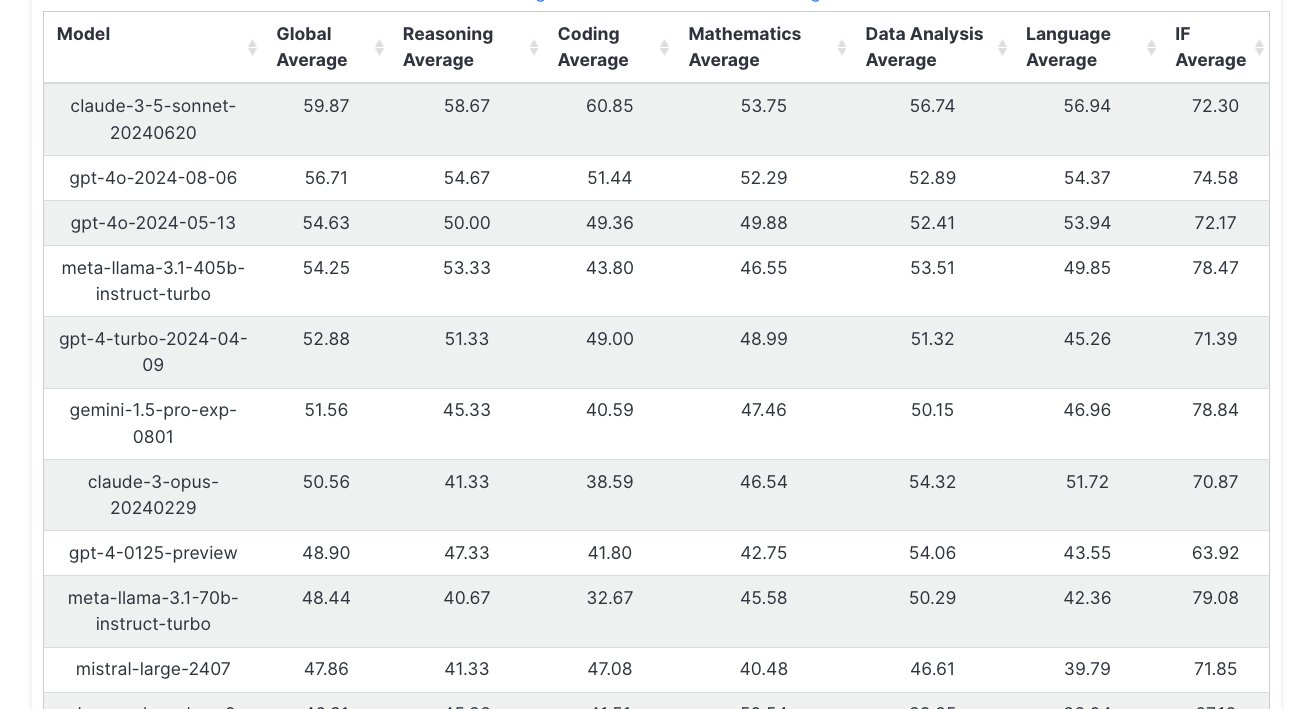 Model Global Average Reasoning Average Coding Average Mathematics Average Data Analysis Average Language Average IF Average
claude-3-5-sonnet-20240620 59.87 58.67 60.85 53.75 56.74 56.94 72.30
gpt-4o-2024-08-06 56.71 54.67 51.44 52.29 52.89 54.37 74.58
gpt-4o-2024-05-13 54.63 50.00 49.36 49.88 52.41 53.94 72.17
meta-llama-3.1-405b-instruct-turbo 54.25 53.33 43.80 46.55 53.51 49.85 78.47
gpt-4-turbo-2024-04-09 52.88 51.33 49.00 48.99 51.32 45.26 71.39
gemini-1.5-pro-exp-0801 51.56 45.33 40.59 47.46 50.15 46.96 78.84
claude-3-opus-20240229 50.56 41.33 38.59 46.54 54.32 51.72 70.87
gpt-4-0125-preview 48.90 47.33 41.80 42.75 54.06 43.55 63.92
meta-llama-3.1-70b-instruct-turbo 48.44 40.67 32.67 45.58 50.29 42.36 79.08
mistral-large-2407 47.86 41.33 47.08 40.48 46.61 39.79 71.85